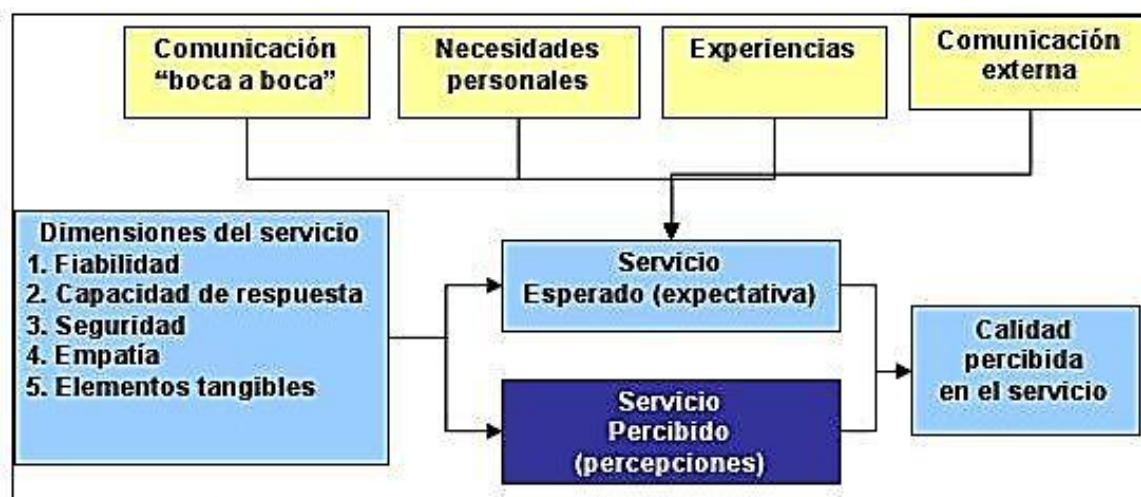 Comunicación
“boca a boca”
Necesidades
personales
Experiencias
Comunicación
externa
Dimensiones del servicio
1. Fiabilidad
2. Capacidad de respuesta
3. Seguridad
4. Empatía
5. Elementos tangibles
Servicio
Esperado (expectativa)
Servicio
Percibido
(percepciones)
Calidad
percibida
en el servicio